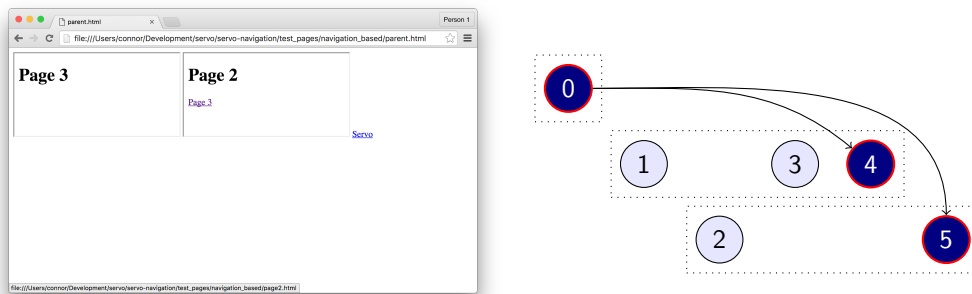 parent.html
Person 1
file:///Users/connor/Development/servo/servo-navigation/test_pages/navigation_based/parent.html
Page 3
Page 2
Page 3
Servo
file:///Users/connor/Development/servo/servo-navigation/test_pages/navigation_based/page2.html
0
1
3
4
2
5